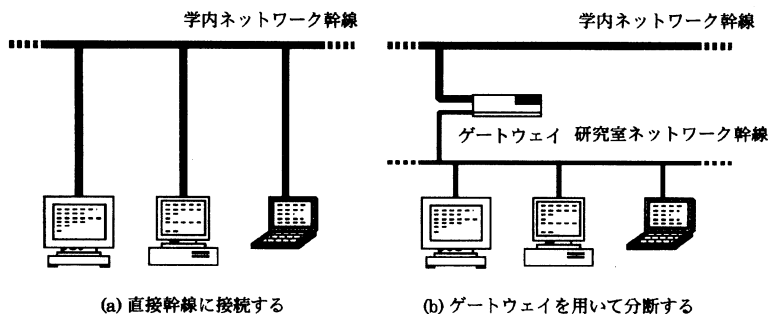 学内ネットワーク幹線
学内ネットワーク幹線
ゲートウェイ
研究室ネットワーク幹線
(a) 直接幹線に接続する
(b) ゲートウェイを用いて分断する